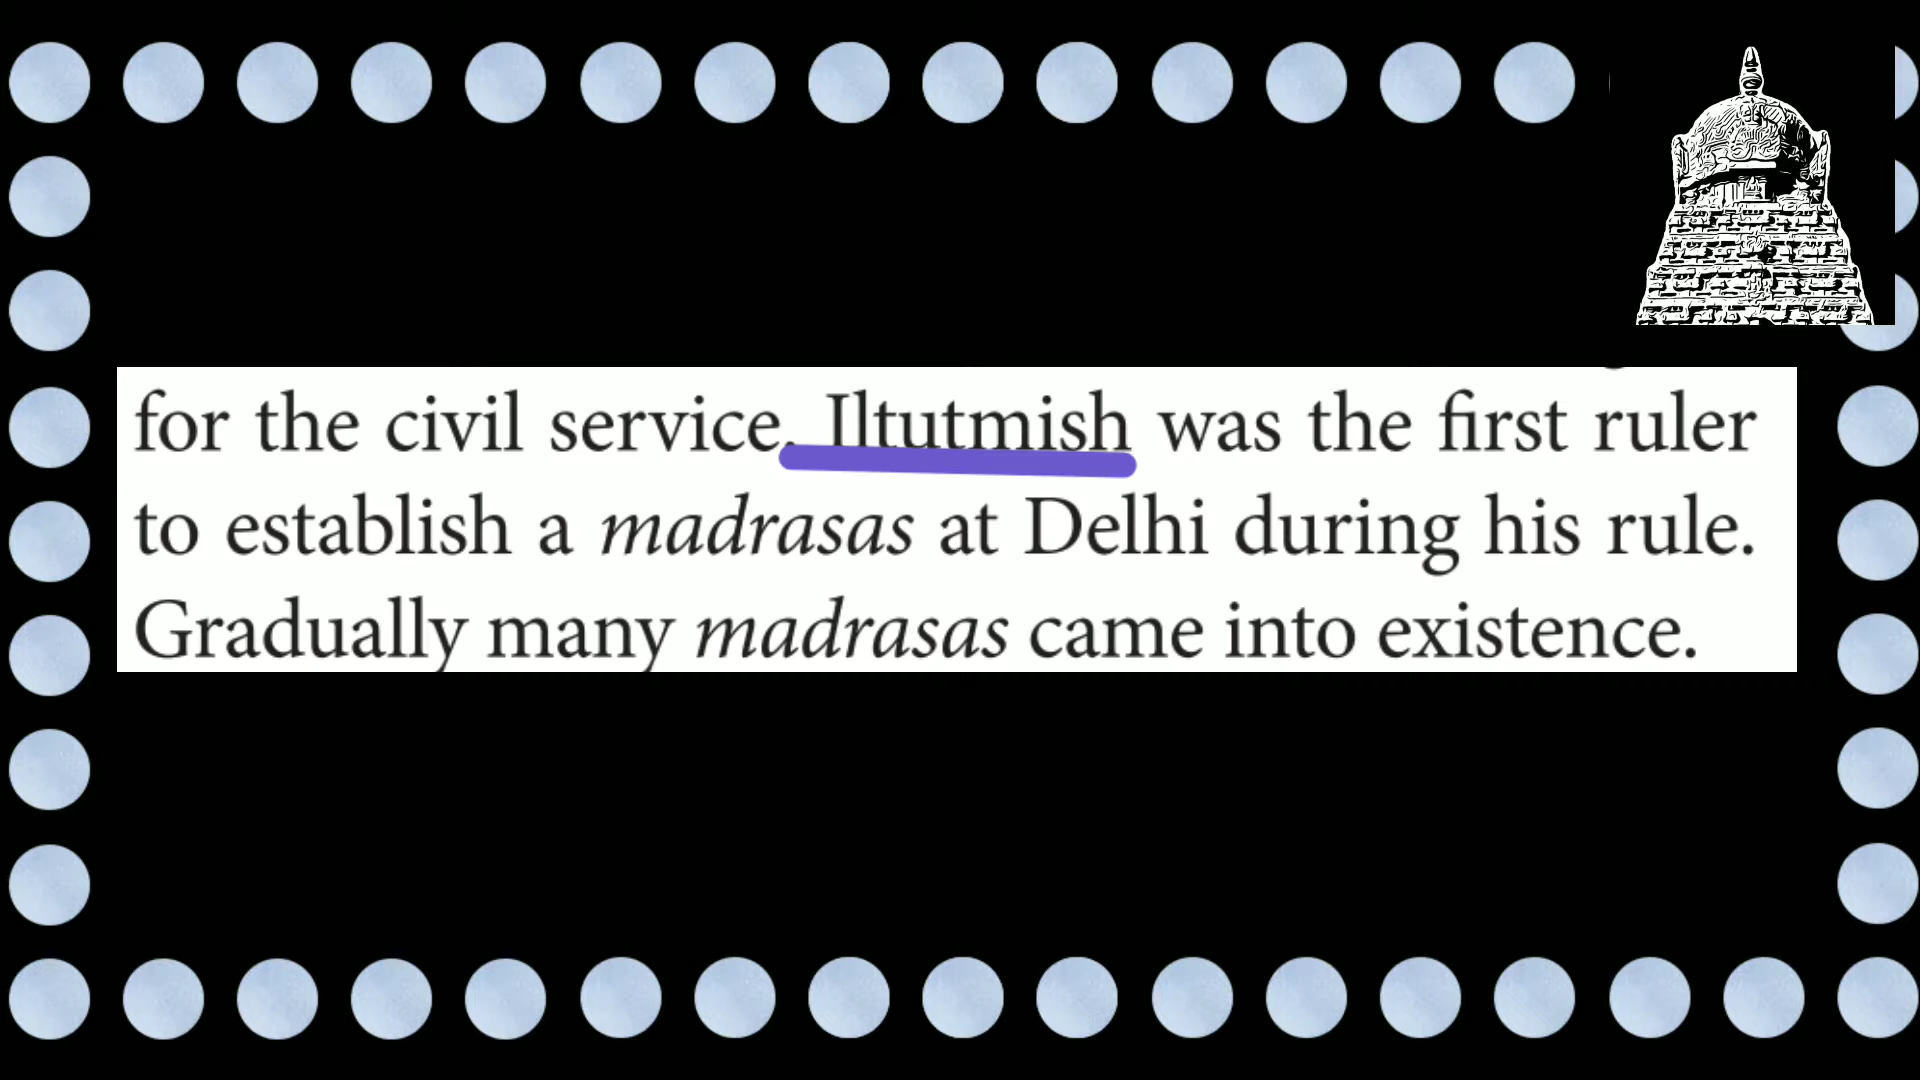 for the civil service. Iltutmish was the first ruler
to establish a madrasas at Delhi during his rule.
Gradually many madrasas came into existence.